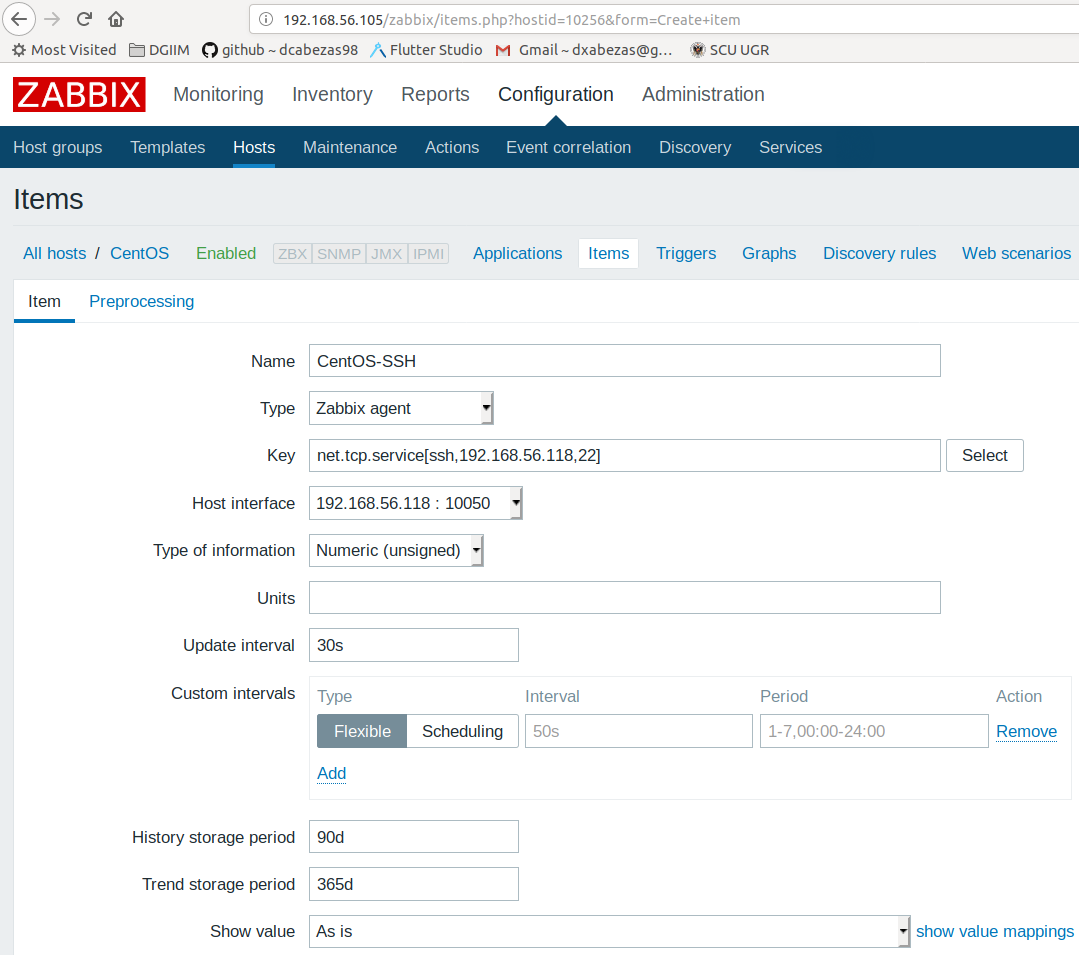 192.168.56.105/zabbix/items.php?hostid=10256&form=Create+item
Most Visited DGIIM github ~ dcabezas98 Flutter Studio Gmail ~ dxabezas@g... SCU UGR
ZABBIX Monitoring Inventory Reports Configuration Administration
Host groups Templates Hosts Maintenance Actions Event correlation Discovery Services
Items
All hosts / CentOS Enabled ZBX SNMP JMX IPMI Applications Items Triggers Graphs Discovery rules Web scenarios
Item Preprocessing
Name CentOS-SSH
Type Zabbix agent
Key net.tcp.service[ssh,192.168.56.118,22] Select
Host interface 192.168.56.118 : 10050
Type of information Numeric (unsigned)
Units
Update interval 30s
Custom intervals Type Interval Period Action
Flexible Scheduling 50s 1-7,00:00-24:00 Remove
Add
History storage period 90d
Trend storage period 365d
Show value As is show value mappings